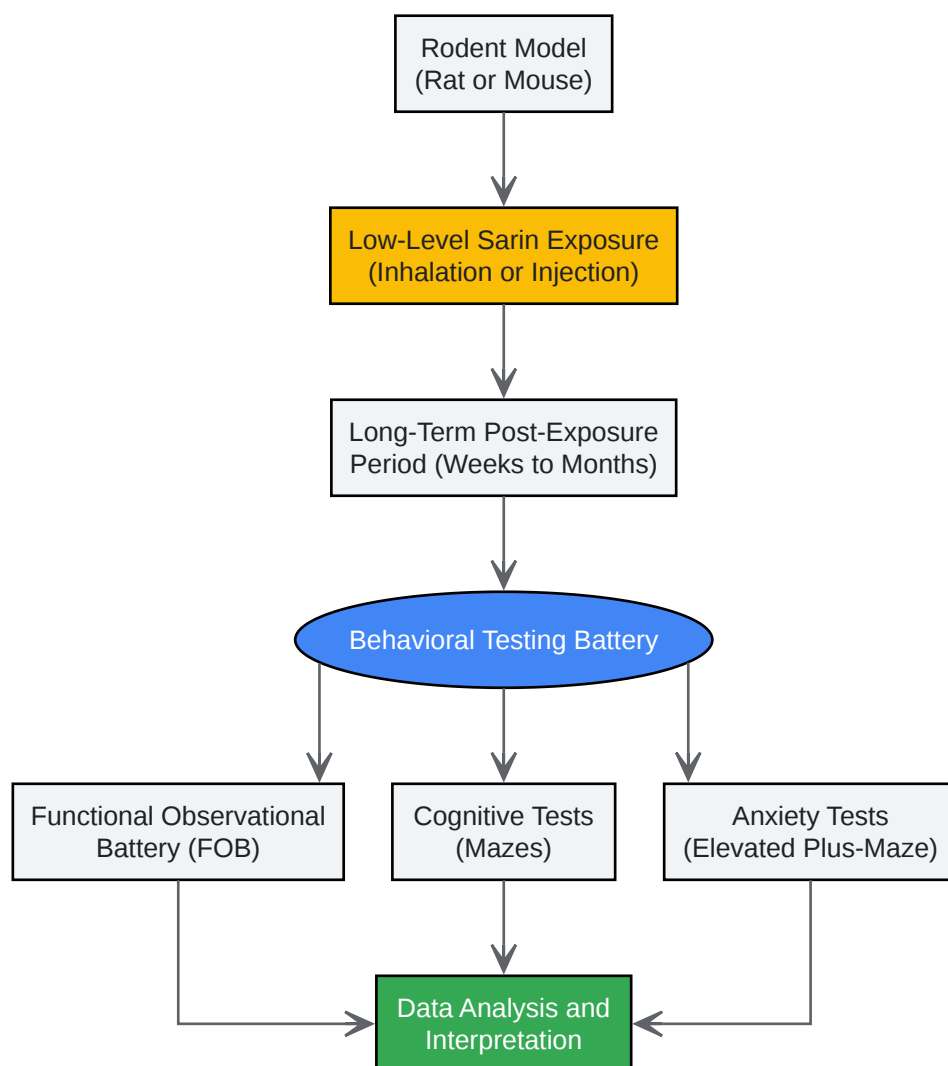 Rodent Model
(Rat or Mouse)
Low-Level Sarin Exposure
(Inhalation or Injection)
Long-Term Post-Exposure
Period (Weeks to Months)
Behavioral Testing Battery
Functional Observational
Battery (FOB)
Cognitive Tests
(Mazes)
Anxiety Tests
(Elevated Plus-Maze)
Data Analysis and
Interpretation